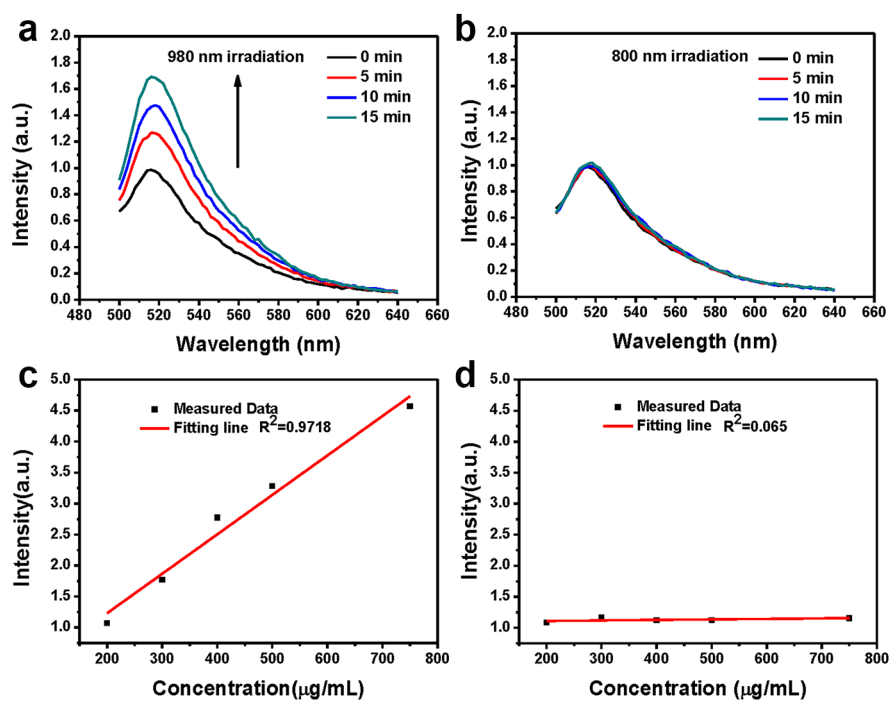 a
980 nm irradiation
0 min
5 min
10 min
15 min
2.0
1.8
1.6
1.4
1.2
1.0
0.8
0.6
0.4
0.2
0.0
Intensity (a.u.)
480 500 520 540 560 580 600 620 640 660
Wavelength (nm)
b
800 nm irradiation
0 min
5 min
10 min
15 min
2.0
1.8
1.6
1.4
1.2
1.0
0.8
0.6
0.4
0.2
0.0
Intensity (a.u.)
480 500 520 540 560 580 600 620 640 660
Wavelength (nm)
c
Measured Data
Fitting line R²=0.9718
5.0
4.5
4.0
3.5
3.0
2.5
2.0
1.5
1.0
Intensity(a.u.)
200 300 400 500 600 700 800
Concentration(μg/mL)
d
Measured Data
Fitting line R²=0.065
5.0
4.5
4.0
3.5
3.0
2.5
2.0
1.5
1.0
Intensity(a.u.)
200 300 400 500 600 700 800
Concentration (μg/mL)